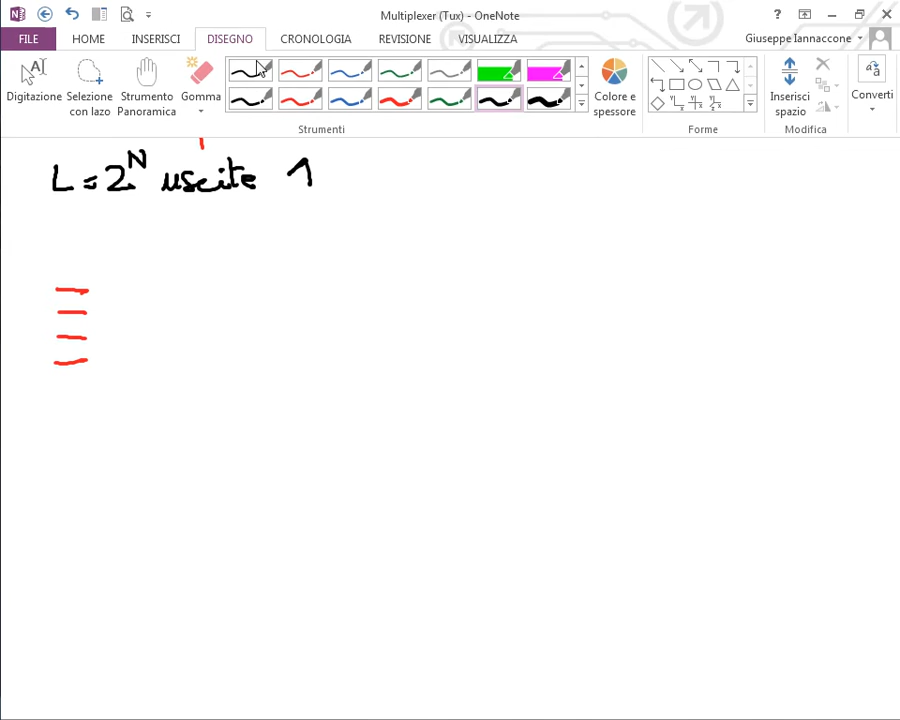 Multiplexer (Tux) - OneNote
?
Giuseppe Iannaccone
FILE HOME INSERISCI DISEGNO CRONOLOGIA REVISIONE VISUALIZZA
Digitazione
Selezione con lazo
Strumento Panoramica
Gomma
Colore e spessore
Inserisci spazio
Converti
Strumenti Forme Modifica
L = 2^N uscite 1